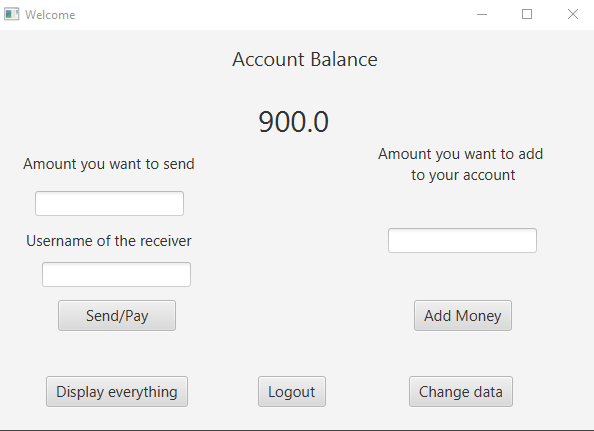 Welcome
Account Balance
900.0
Amount you want to send
Username of the receiver
Send/Pay
Amount you want to add
to your account
Add Money
Display everything
Logout
Change data